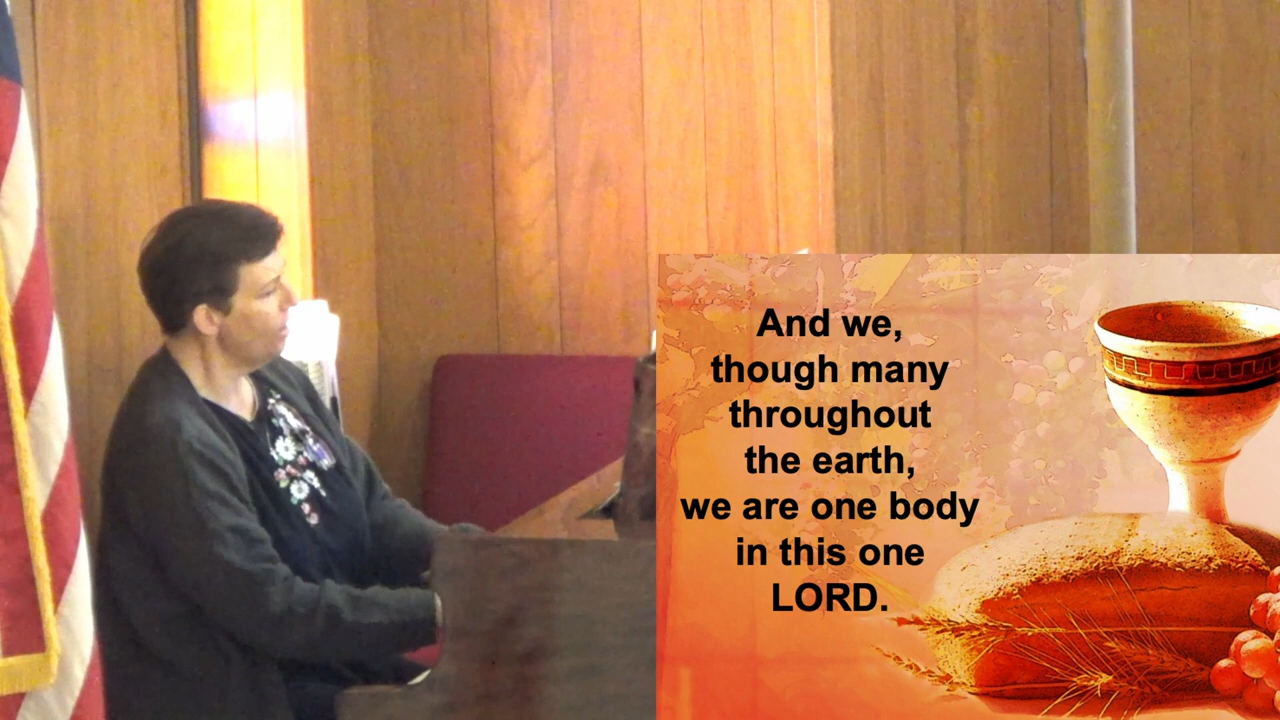 And we,
though many
throughout
the earth,
we are one body
in this one
LORD.